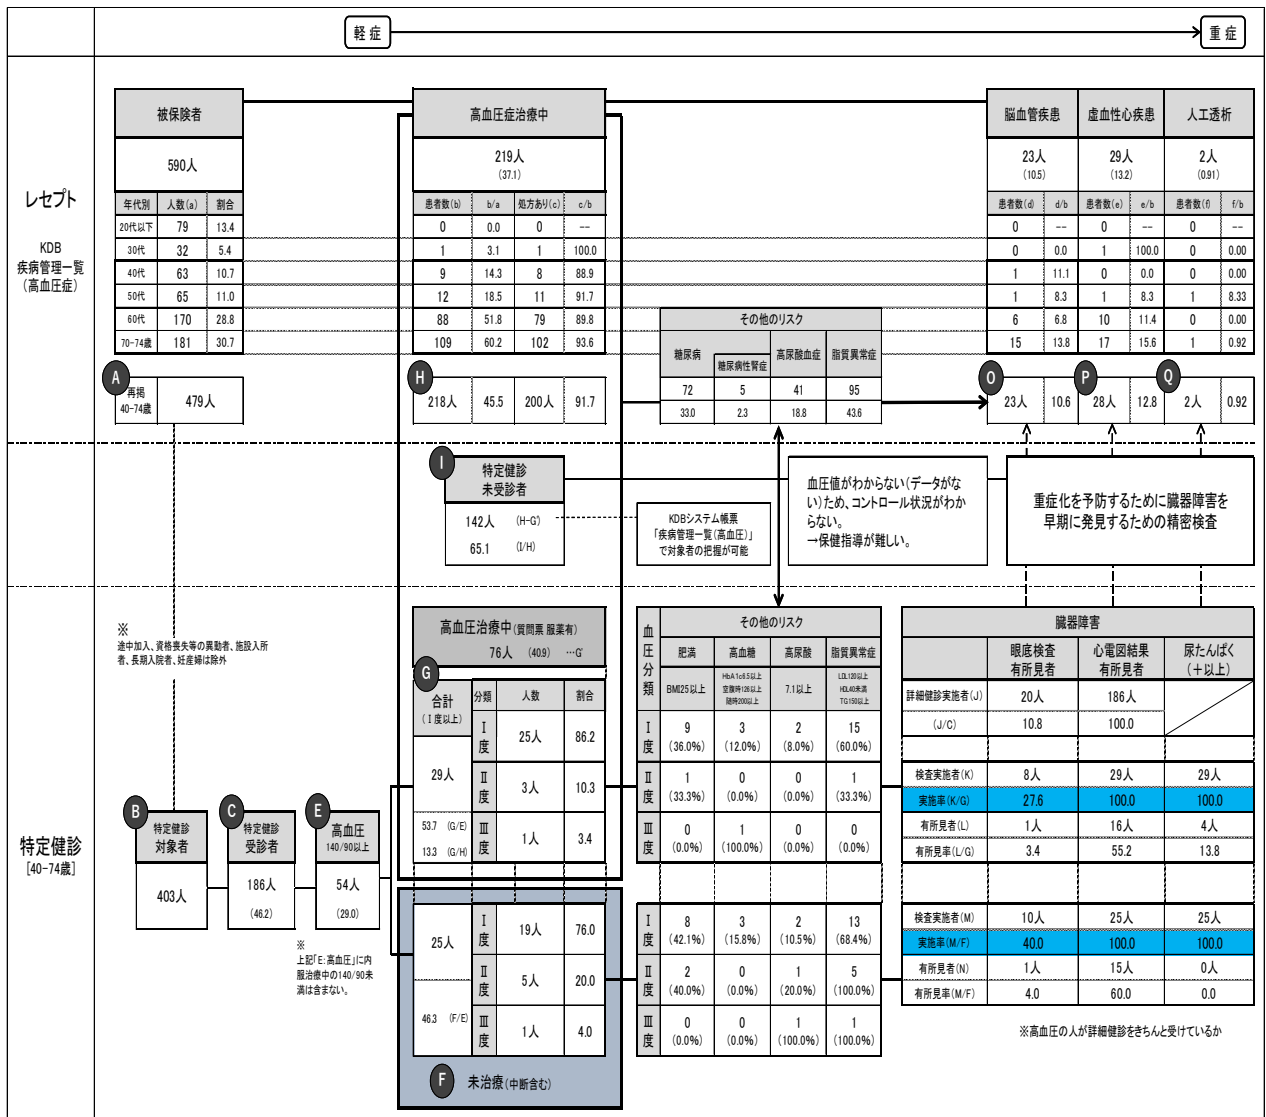 軽症
重症
レセプト
KDB
疾病管理一覧
(高血圧症)
被保険者
590人
年代別 人数(a) 割合
20代以下 79 13.4
30代 32 5.4
40代 63 10.7
50代 65 11.0
60代 170 28.8
70-74歳 181 30.7
A
再掲
40-74歳
479人
高血圧症治療中
219人
(37.1)
患者数(b) b/a 処方あり(c) c/b
0 0.0 0 --
1 3.1 1 100.0
9 14.3 8 88.9
12 18.5 11 91.7
88 51.8 79 89.8
109 60.2 102 93.6
H
218人 45.5 200人 91.7
その他のリスク
糖尿病 糖尿病性腎症 高尿酸血症 脂質異常症
72 5 41 95
33.0 2.3 18.8 43.6
脳血管疾患 虚血性心疾患 人工透析
23人 29人 2人
(10.5) (13.2) (0.91)
患者数(d) d/b 患者数(e) e/b 患者数(f) f/b
0 -- 0 -- 0 --
0 0.0 1 100.0 0 0.00
1 11.1 0 0.0 0 0.00
1 8.3 1 8.3 1 8.33
6 6.8 10 11.4 0 0.00
15 13.8 17 15.6 1 0.92
O P Q
23人 10.6 28人 12.8 2人 0.92
I
特定健診
未受診者
142人 (H-G')
65.1 (I/H)
KDBシステム帳票
「疾病管理一覧(高血圧)」
で対象者の把握が可能
血圧値がわからない(データがな
い)ため、コントロール状況がわか
らない。
→保健指導が難しい。
重症化を予防するために臓器障害を
早期に発見するための精密検査
特定健診
[40-74歳]
※
途中加入、資格喪失等の異動者、施設入所
者、長期入院者、妊産婦は除外
B
特定健診
対象者
403人
C
特定健診
受診者
186人
(46.2)
E
高血圧
140/90以上
54人
(29.0)
※
上記「E:高血圧」に内
服治療中の140/90未
満は含まない。
高血圧治療中(質問票 服薬有)
76人 (40.9) …G'
G
合計
(Ⅰ度以上)
分類 人数 割合
29人
53.7 (G/E)
13.3 (G/H)
Ⅰ度 25人 86.2
Ⅱ度 3人 10.3
Ⅲ度 1人 3.4
25人
46.3 (F/E)
Ⅰ度 19人 76.0
Ⅱ度 5人 20.0
Ⅲ度 1人 4.0
F 未治療(中断含む)
血圧分類
その他のリスク
肥満 高血糖 高尿酸 脂質異常症
BMI25以上
HbA1c6.5以上
空腹時126以上
随時200以上
7.1以上
LDL120以上
HDL40未満
TG150以上
Ⅰ度 9 3 2 15
(36.0%) (12.0%) (8.0%) (60.0%)
Ⅱ度 1 0 0 1
(33.3%) (0.0%) (0.0%) (33.3%)
Ⅲ度 0 1 0 0
(0.0%) (100.0%) (0.0%) (0.0%)
Ⅰ度 8 3 2 13
(42.1%) (15.8%) (10.5%) (68.4%)
Ⅱ度 2 0 1 5
(40.0%) (0.0%) (20.0%) (100.0%)
Ⅲ度 0 0 1 1
(0.0%) (0.0%) (100.0%) (100.0%)
臓器障害
眼底検査
有所見者
心電図結果
有所見者
尿たんぱく
(+以上)
詳細健診実施者(J) 20人 186人
(J/C) 10.8 100.0
検査実施者(K) 8人 29人 29人
実施率(K/G) 27.6 100.0 100.0
有所見者(L) 1人 16人 4人
有所見率(L/G) 3.4 55.2 13.8
検査実施者(M) 10人 25人 25人
実施率(M/F) 40.0 100.0 100.0
有所見者(N) 1人 15人 0人
有所見率(M/F) 4.0 60.0 0.0
※高血圧の人が詳細健診をきちんと受けているか